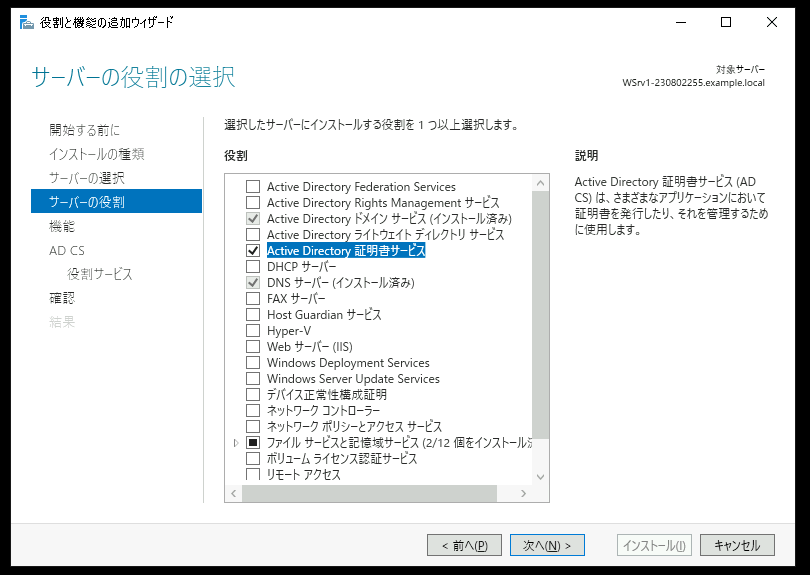 役割と機能の追加ウィザード
サーバーの役割の選択
対象サーバー
WSrv1-230802255.example.local
開始する前に
インストールの種類
サーバーの選択
サーバーの役割
機能
AD CS
役割サービス
確認
結果
選択したサーバーにインストールする役割を 1 つ以上選択します。
役割
Active Directory Federation Services
Active Directory Rights Management サービス
Active Directory ドメイン サービス (インストール済み)
Active Directory ライトウェイト ディレクトリ サービス
Active Directory 証明書サービス
DHCP サーバー
DNS サーバー (インストール済み)
FAX サーバー
Host Guardian サービス
Hyper-V
Web サーバー (IIS)
Windows Deployment Services
Windows Server Update Services
デバイス正常性構成証明
ネットワーク コントローラー
ネットワーク ポリシーとアクセス サービス
ファイル サービスと記憶域サービス (2/12 個をインストール済
ボリューム ライセンス認証サービス
リモート アクセス
説明
Active Directory 証明書サービス (AD
CS) は、さまざまなアプリケーションにおいて
証明書を発行したり、それを管理するため
に使用します。
< 前へ(P)
次へ(N) >
インストール(I)
キャンセル